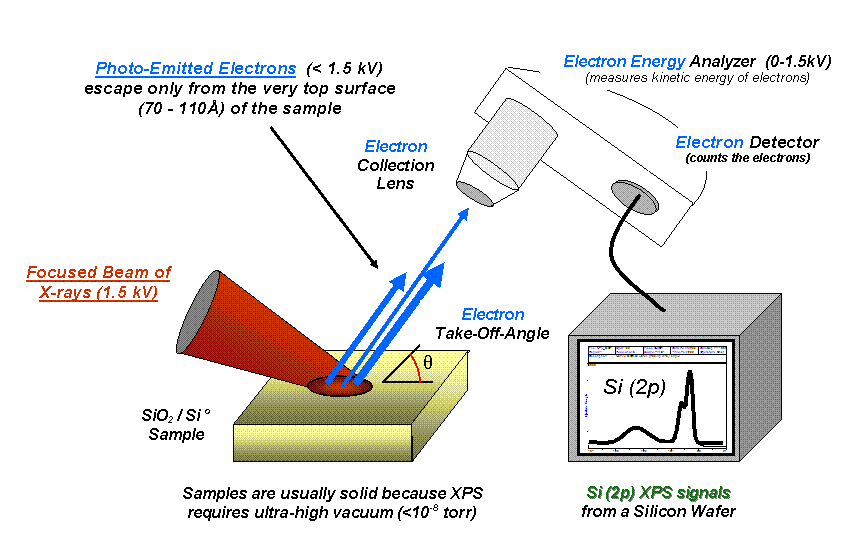 Photo-Emitted Electrons (< 1.5 kV)
escape only from the very top surface
(70 - 110Å) of the sample
Electron Energy Analyzer (0-1.5kV)
(measures kinetic energy of electrons)
Electron
Collection
Lens
Electron Detector
(counts the electrons)
Focused Beam of
X-rays (1.5 kV)
Electron
Take-Off-Angle
θ
Si (2p)
SiO₂ / Si°
Sample
Samples are usually solid because XPS
requires ultra-high vacuum (<10⁻⁸ torr)
Si (2p) XPS signals
from a Silicon Wafer